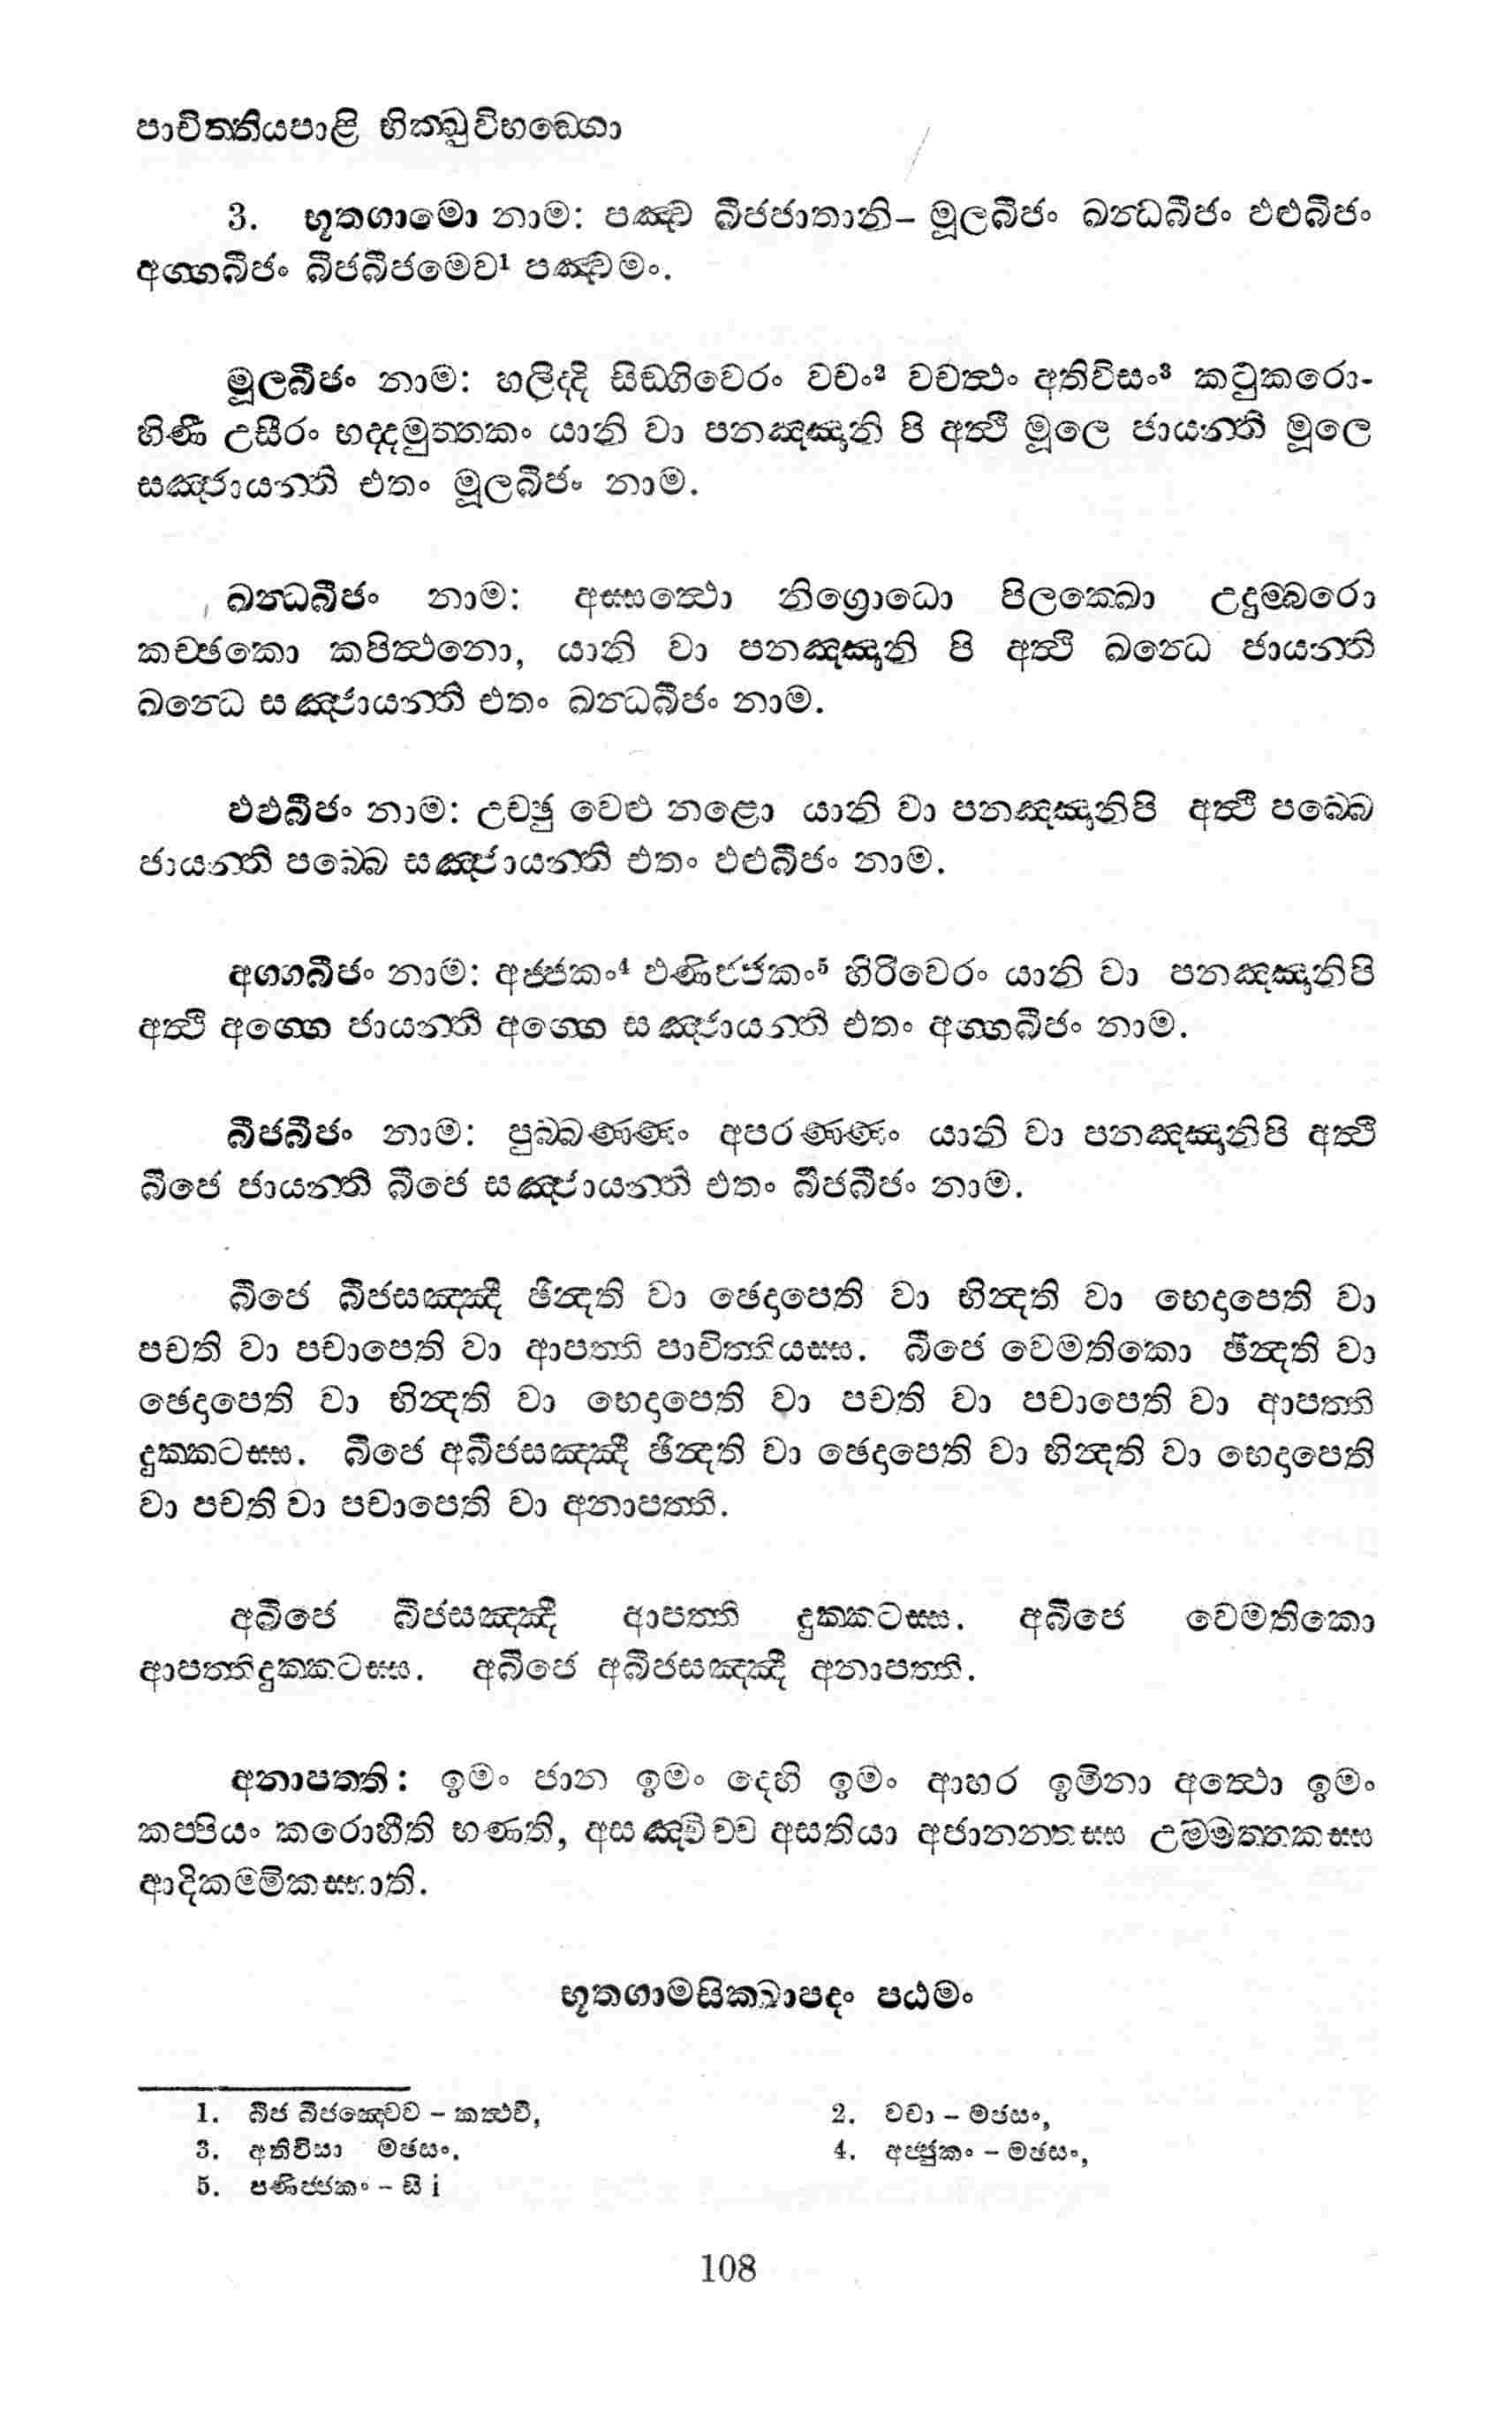 පාචිත්තියපාළි භික්ඛුවිභඞ්ගො
3. භූතගාමො නාම: පඤ්ච බීජජාතානි– මූලබීජං ඛන්ධබීජං ඵළුබීජං
අග්ගබීජං බීජබීජමෙව¹ පඤ්චමං.
මූලබීජං නාම: හලිද්දි සිඞ්ගිවෙරං වචං² වචත්ථං අතිවිසං³ කටුකරො-
හිණී උසීරං භද්දමුත්තකං යානි වා පනඤ්ඤානි පි අත්ථි මූලෙ ජායන්ති මූලෙ
සඤ්ජායන්ති එතං මූලබීජං නාම.
ඛන්ධබීජං නාම: අස්සත්ථො නිග්‍රොධො පිලක්ඛො උදුම්බරො
කච්ඡකො කපිත්ථනො, යානි වා පනඤ්ඤානි පි අත්ථි ඛන්ධෙ ජායන්ති
ඛන්ධෙ සඤ්ජායන්ති එතං ඛන්ධබීජං නාම.
ඵඵබීජං නාම: උච්ඡු වෙළු නළො යානි වා පනඤ්ඤානිපි අත්ථි පබ්බෙ
ජායන්ති පබ්බෙ සඤ්ජායන්ති එතං ඵළුබීජං නාම.
අග්ගබීජං නාම: අජ්ජකං⁴ ඵණිජ්ජකං⁵ හිරිවෙරං යානි වා පනඤ්ඤානිපි
අත්ථි අග්ගෙ ජායන්ති අග්ගෙ සඤ්ජායන්ති එතං අග්ගබීජං නාම.
බීජබීජං නාම: පුබ්බණ්ණං අපරණ්ණං යානි වා පනඤ්ඤානිපි අත්ථි
බීජෙ ජායන්ති බීජෙ සඤ්ජායන්ති එතං බීජබීජං නාම.
බීජෙ බීජසඤ්ඤී ඡින්දති වා ඡෙදාපෙති වා භින්දති වා භෙදාපෙති වා
පචති වා පචාපෙති වා ආපත්ති පාචිත්තියස්ස. බීජෙ වෙමතිකො ඡින්දති වා
ඡෙදාපෙති වා භින්දති වා භෙදාපෙති වා පචති වා පචාපෙති වා ආපත්ති
දුක්කටස්ස. බීජෙ අබීජසඤ්ඤී ඡින්දති වා ඡෙදාපෙති වා භින්දති වා භෙදාපෙති
වා පචති වා පචාපෙති වා අනාපත්ති.
අබීජෙ බීජසඤ්ඤී ආපත්ති දුක්කටස්ස. අබීජෙ වෙමතිකො
ආපත්තිදුක්කටස්ස. අබීජෙ අබීජසඤ්ඤී අනාපත්ති.
අනාපත්ති: ඉමං ජාන ඉමං දෙහි ඉමං ආහර ඉමිනා අත්ථො ඉමං
කප්පියං කරොහීති භණති, අසඤ්චිච්ච අසතියා අජානන්තස්ස උම්මත්තකස්ස
ආදිකම්මිකස්සාති.
භූතගාමසික්ඛාපදං පඨමං
1. බීජ බීජඤ්චෙව – කත්ථචි,
2. වචා – මඡසං,
3. අතිවිසා මඡසං.
4. අජ්ජුකං – මඡසං,
5. පණිජ්ජකං – සී i
108